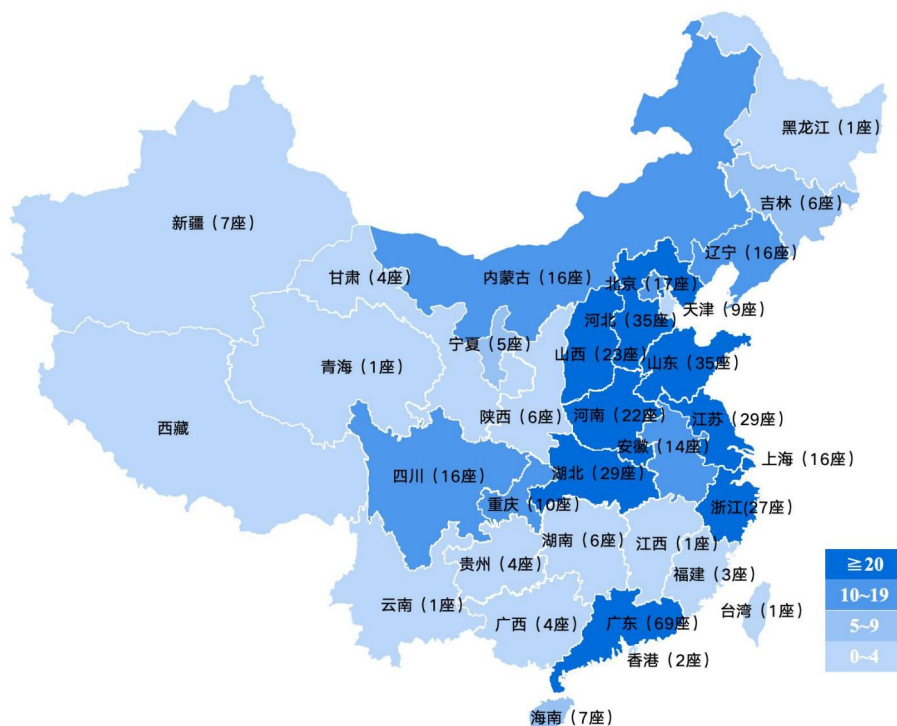 黑龙江（1座）
吉林（6座）
新疆（7座）
辽宁（16座）
甘肃（4座）
内蒙古（16座）
北京（17座）
天津（9座）
河北（35座）
宁夏（5座）
山西（23座）
山东（35座）
青海（1座）
陕西（6座）
河南（22座）
江苏（29座）
西藏
安徽（14座）
上海（16座）
四川（16座）
湖北（29座）
重庆（10座）
浙江(27座）
湖南（6座）
江西（1座）
贵州（4座）
福建（3座）
云南（1座）
台湾（1座）
广西（4座）
广东（69座）
香港（2座）
海南（7座）
≧20
10~19
5~9
0~4